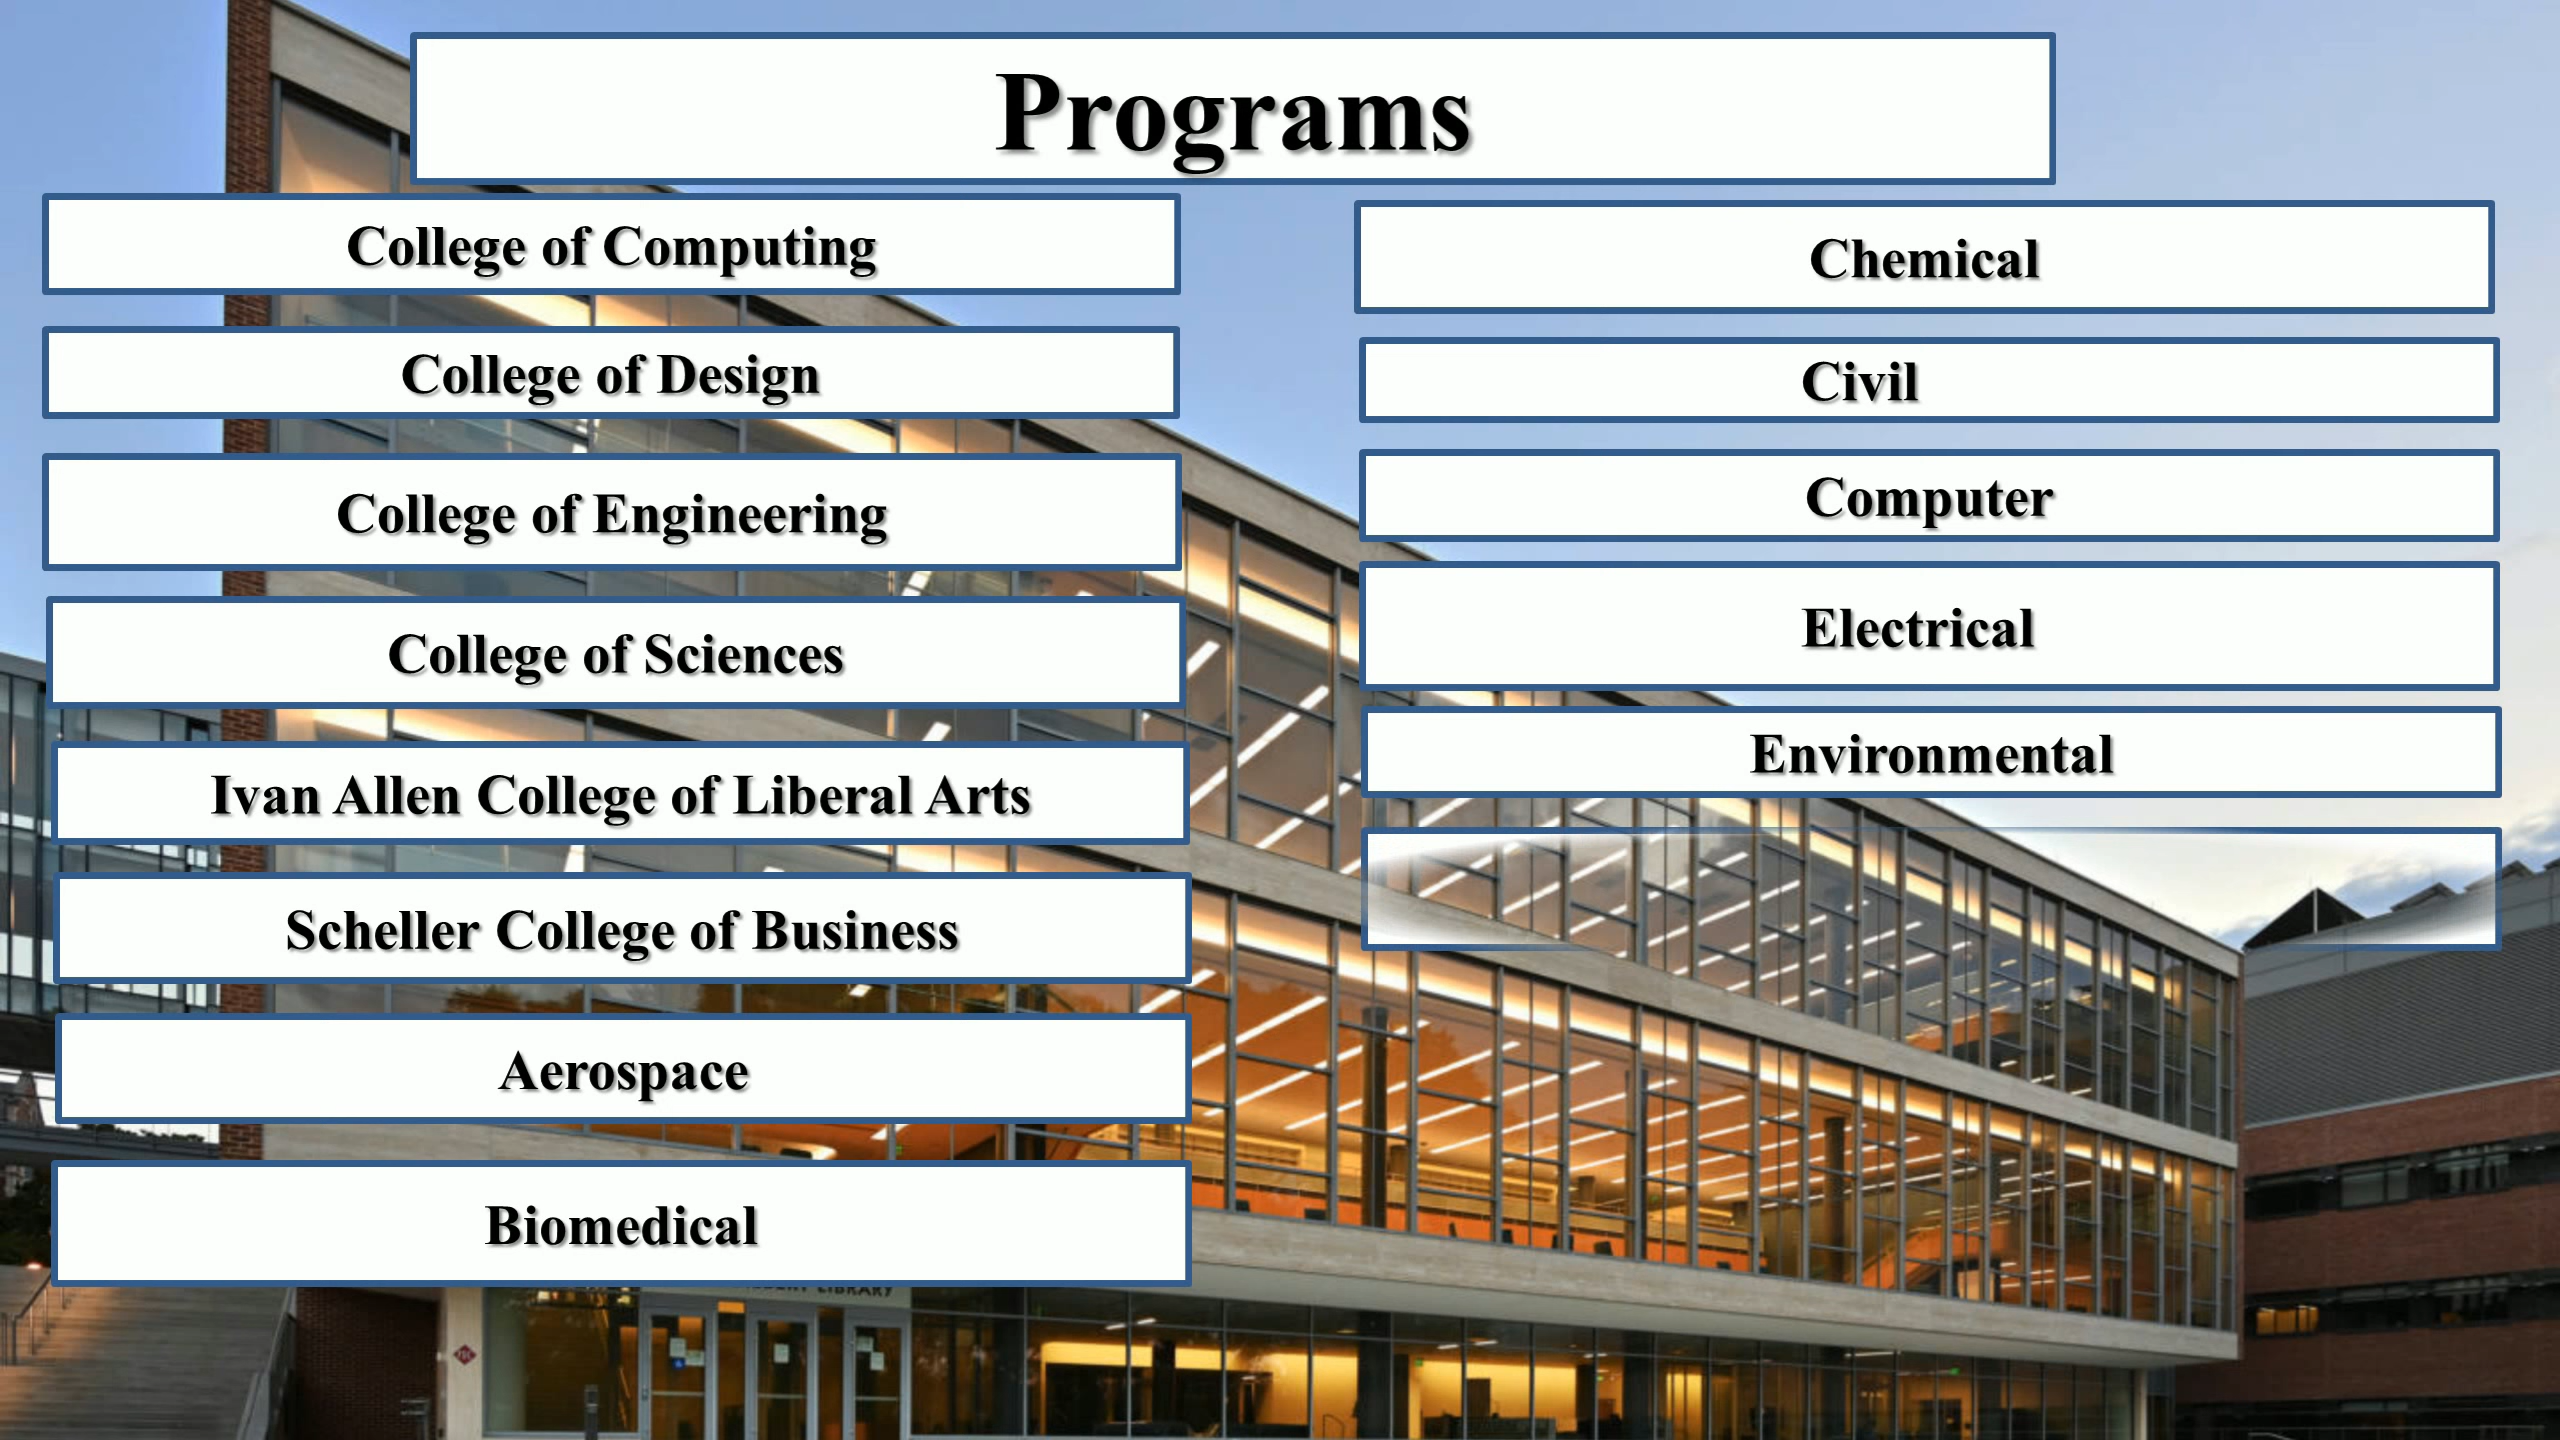 Programs
College of Computing
College of Design
College of Engineering
College of Sciences
Ivan Allen College of Liberal Arts
Scheller College of Business
Aerospace
Biomedical
Chemical
Civil
Computer
Electrical
Environmental
LIBRARY